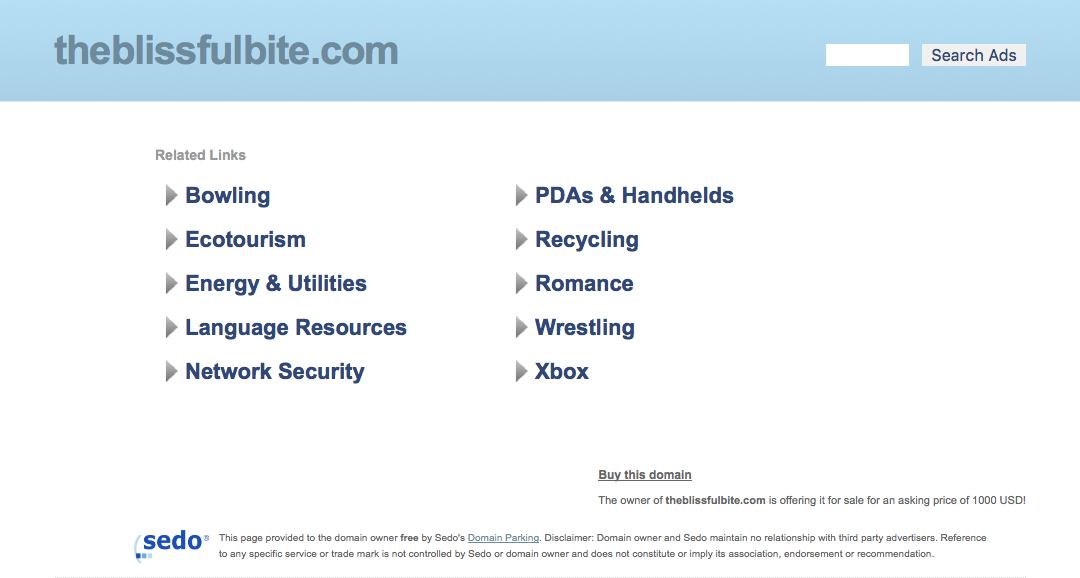 theblissfulbite.com
Search Ads
Related Links
Bowling
Ecotourism
Energy & Utilities
Language Resources
Network Security
PDAs & Handhelds
Recycling
Romance
Wrestling
Xbox
Buy this domain
The owner of theblissfulbite.com is offering it for sale for an asking price of 1000 USD!
sedo®
This page provided to the domain owner free by Sedo's Domain Parking. Disclaimer: Domain owner and Sedo maintain no relationship with third party advertisers. Reference
to any specific service or trade mark is not controlled by Sedo or domain owner and does not constitute or imply its association, endorsement or recommendation.